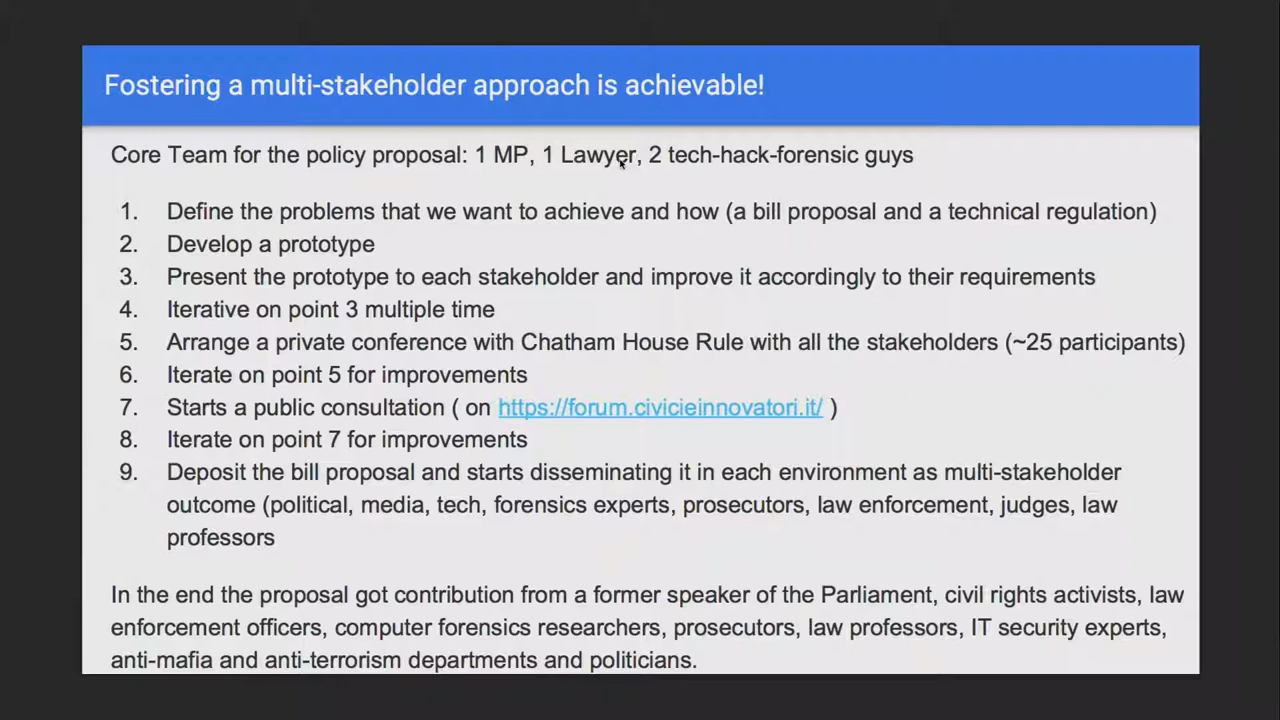 Fostering a multi-stakeholder approach is achievable!
Core Team for the policy proposal: 1 MP, 1 Lawyer, 2 tech-hack-forensic guys
1. Define the problems that we want to achieve and how (a bill proposal and a technical regulation)
2. Develop a prototype
3. Present the prototype to each stakeholder and improve it accordingly to their requirements
4. Iterative on point 3 multiple time
5. Arrange a private conference with Chatham House Rule with all the stakeholders (~25 participants)
6. Iterate on point 5 for improvements
7. Starts a public consultation ( on https://forum.civicieinnovatori.it/ )
8. Iterate on point 7 for improvements
9. Deposit the bill proposal and starts disseminating it in each environment as multi-stakeholder
outcome (political, media, tech, forensics experts, prosecutors, law enforcement, judges, law
professors
In the end the proposal got contribution from a former speaker of the Parliament, civil rights activists, law
enforcement officers, computer forensics researchers, prosecutors, law professors, IT security experts,
anti-mafia and anti-terrorism departments and politicians.